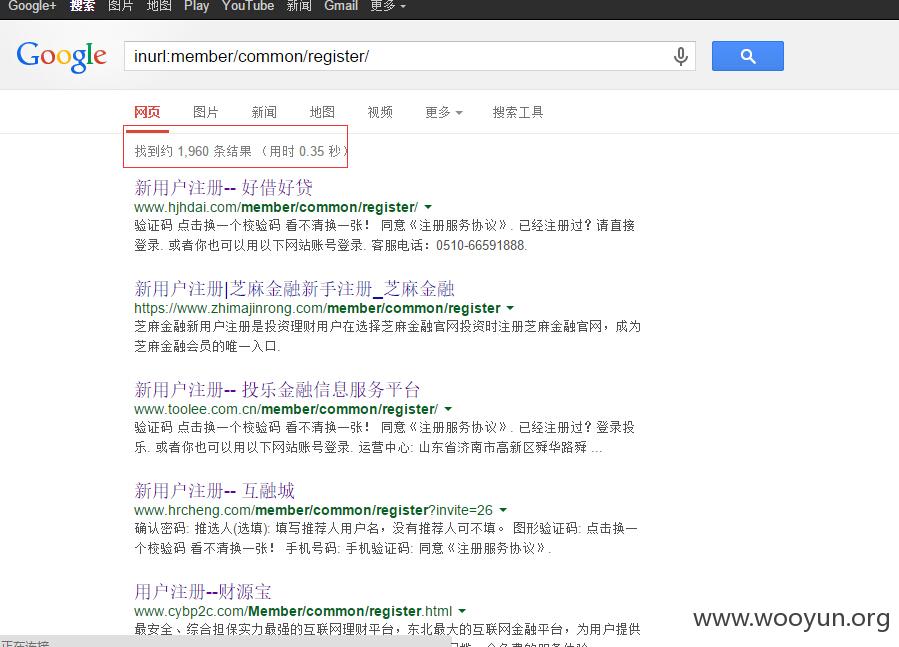 Google+ 搜索 图片 地图 Play YouTube 新闻 Gmail 更多
Google inurl:member/common/register/
网页 图片 新闻 地图 视频 更多 搜索工具
找到约 1,960 条结果 （用时 0.35 秒）
新用户注册-- 好借好贷
www.hjhdai.com/member/common/register/
验证码 点击换一个校验码 看不清换一张！ 同意《注册服务协议》. 已经注册过？请直接
登录. 或者你也可以用以下网站账号登录. 客服电话：0510-66591888.
新用户注册|芝麻金融新手注册_芝麻金融
https://www.zhimajinrong.com/member/common/register
芝麻金融新用户注册是投资理财用户在选择芝麻金融官网投资时注册芝麻金融官网，成为
芝麻金融会员的唯一入口.
新用户注册-- 投乐金融信息服务平台
www.toolee.com.cn/member/common/register/
验证码 点击换一个校验码 看不清换一张！ 同意《注册服务协议》. 已经注册过？登录投
乐. 或者你也可以用以下网站账号登录. 运营中心: 山东省济南市高新区舜华路舜 ...
新用户注册-- 互融城
www.hrcheng.com/member/common/register?invite=26
确认密码: 推选人(选填): 填写推荐人用户名，没有推荐人可不填。 图形验证码: 点击换一
个校验码 看不清换一张！ 手机号码: 手机验证码: 同意《注册服务协议》.
用户注册--财源宝
www.cybp2c.com/Member/common/register.html
最安全、综合担保实力最强的互联网理财平台，东北最大的互联网金融平台，为用户提供
www.wooyun.org
正在连接